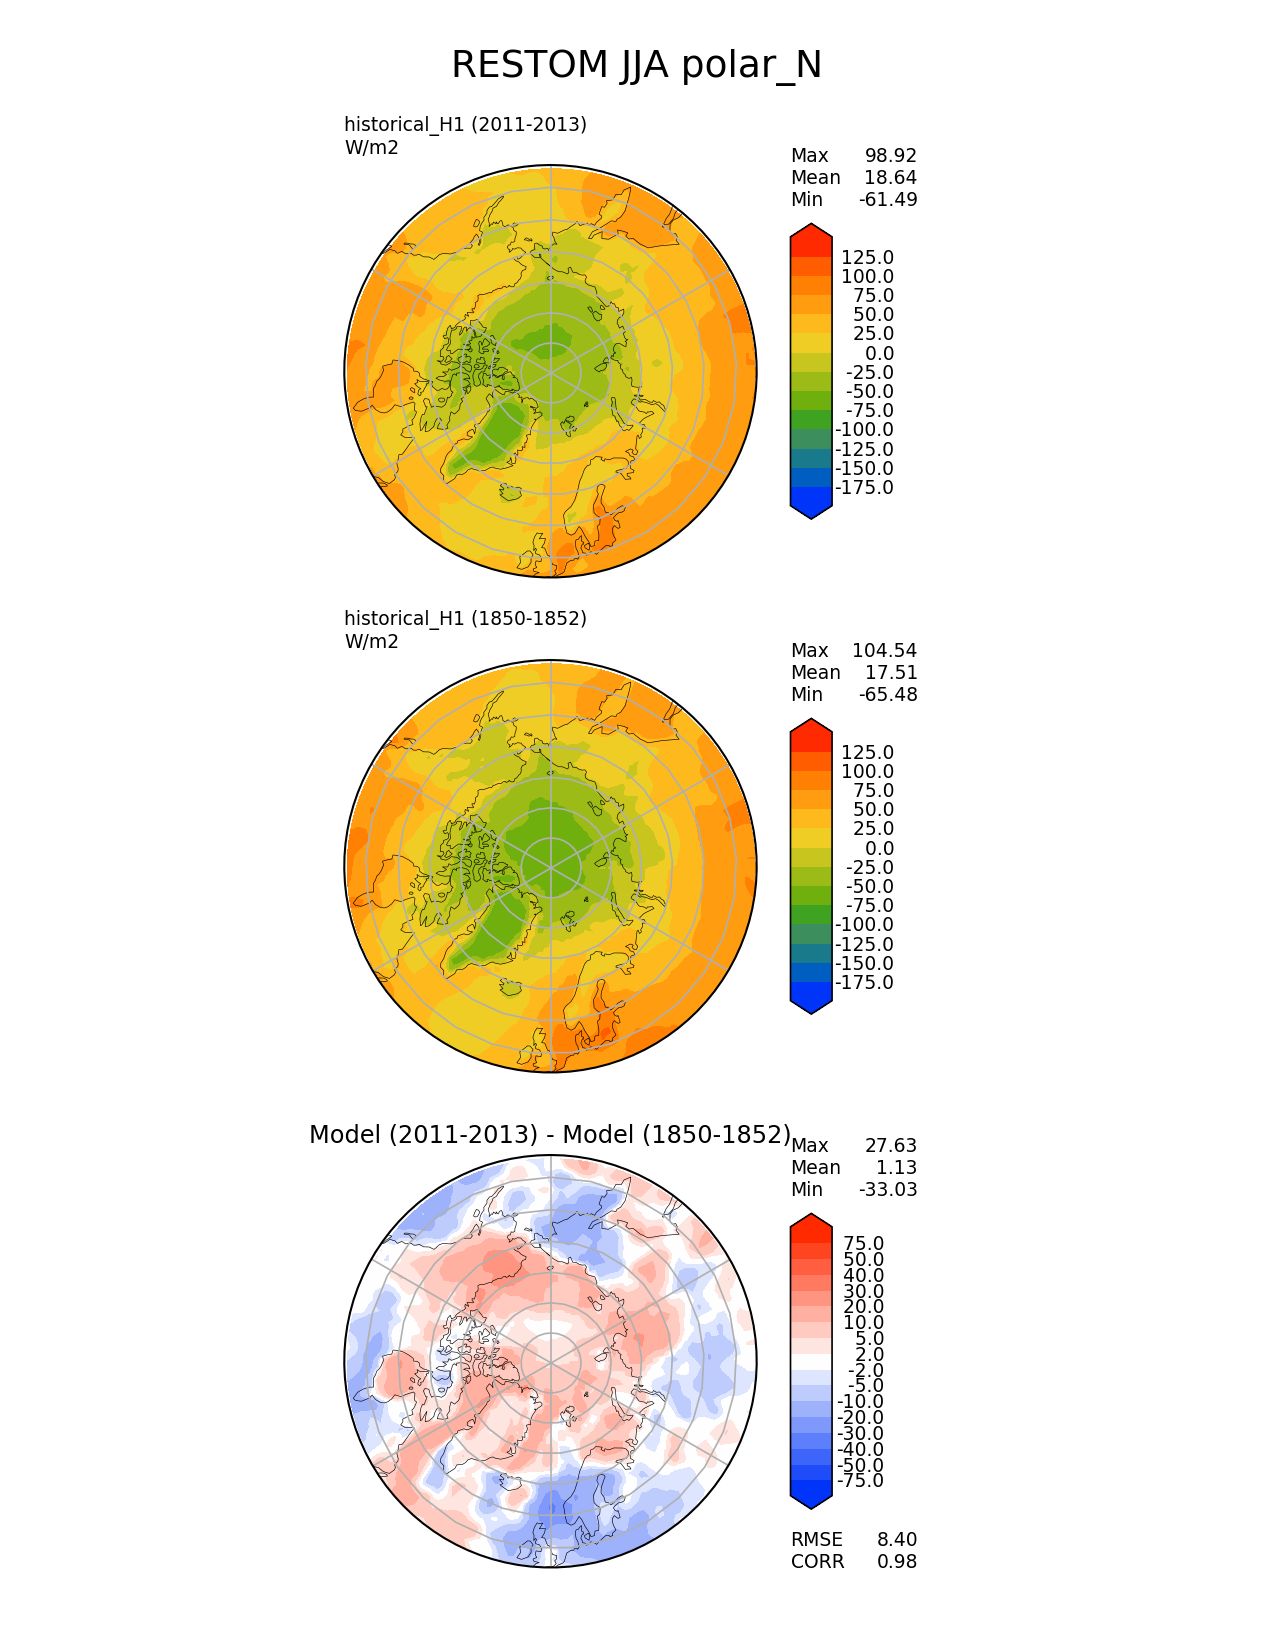 RESTOM JJA polar_N
historical_H1 (2011-2013)
W/m2
Max 98.92
Mean 18.64
Min -61.49
125.0
100.0
75.0
50.0
25.0
0.0
-25.0
-50.0
-75.0
-100.0
-125.0
-150.0
-175.0
historical_H1 (1850-1852)
W/m2
Max 104.54
Mean 17.51
Min -65.48
125.0
100.0
75.0
50.0
25.0
0.0
-25.0
-50.0
-75.0
-100.0
-125.0
-150.0
-175.0
Model (2011-2013) - Model (1850-1852)
Max 27.63
Mean 1.13
Min -33.03
75.0
50.0
40.0
30.0
20.0
10.0
5.0
2.0
-2.0
-5.0
-10.0
-20.0
-30.0
-40.0
-50.0
-75.0
RMSE 8.40
CORR 0.98